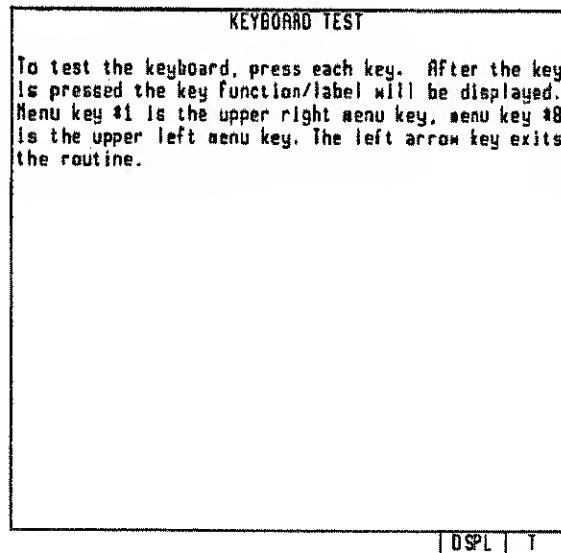 KEYBOARD TEST
To test the keyboard, press each key. After the key
is pressed the key function/label will be displayed.
Menu key #1 is the upper right menu key, menu key #8
is the upper left menu key. The left arrow key exits
the routine.
| DSPL | T